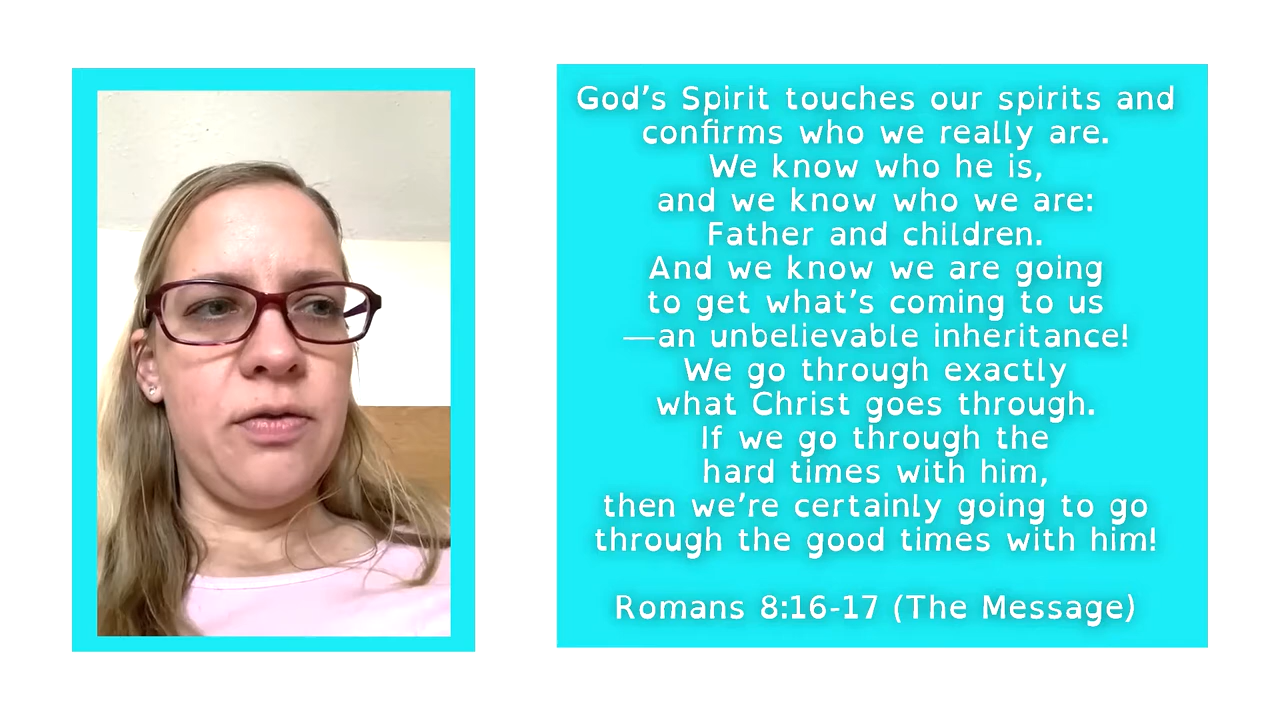 God’s Spirit touches our spirits and
confirms who we really are.
We know who he is,
and we know who we are:
Father and children.
And we know we are going
to get what’s coming to us
—an unbelievable inheritance!
We go through exactly
what Christ goes through.
If we go through the
hard times with him,
then we’re certainly going to go
through the good times with him!
Romans 8:16-17 (The Message)